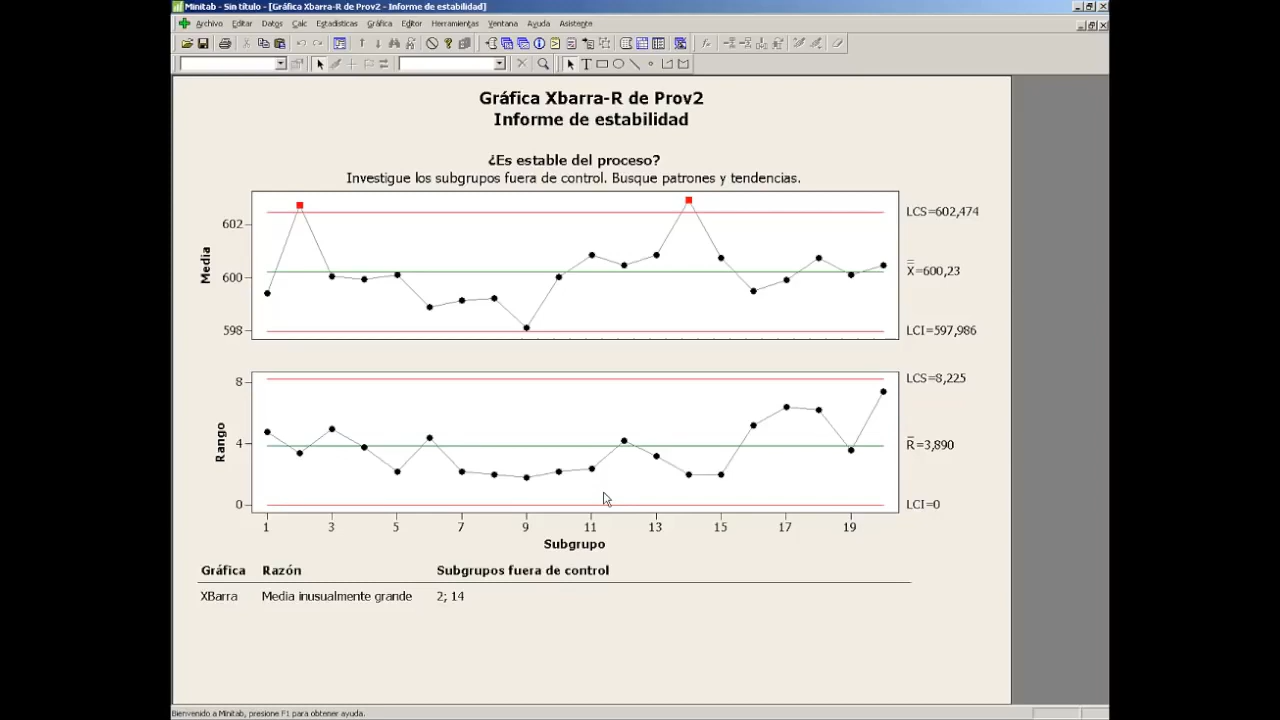 Minitab - Sin título - [Gráfica Xbarra-R de Prov2 - Informe de estabilidad]
Archivo Editar Datos Calc Estadísticas Gráfica Editor Herramientas Ventana Ayuda Asistente
Gráfica Xbarra-R de Prov2
Informe de estabilidad
¿Es estable del proceso?
Investigue los subgrupos fuera de control. Busque patrones y tendencias.
Media
602
600
598
LCS=602,474
X=600,23
LCI=597,986
Rango
8
4
0
LCS=8,225
R=3,890
LCI=0
1 3 5 7 9 11 13 15 17 19
Subgrupo
Gráfica Razón Subgrupos fuera de control
XBarra Media inusualmente grande 2; 14
Bienvenido a Minitab, presione F1 para obtener ayuda.